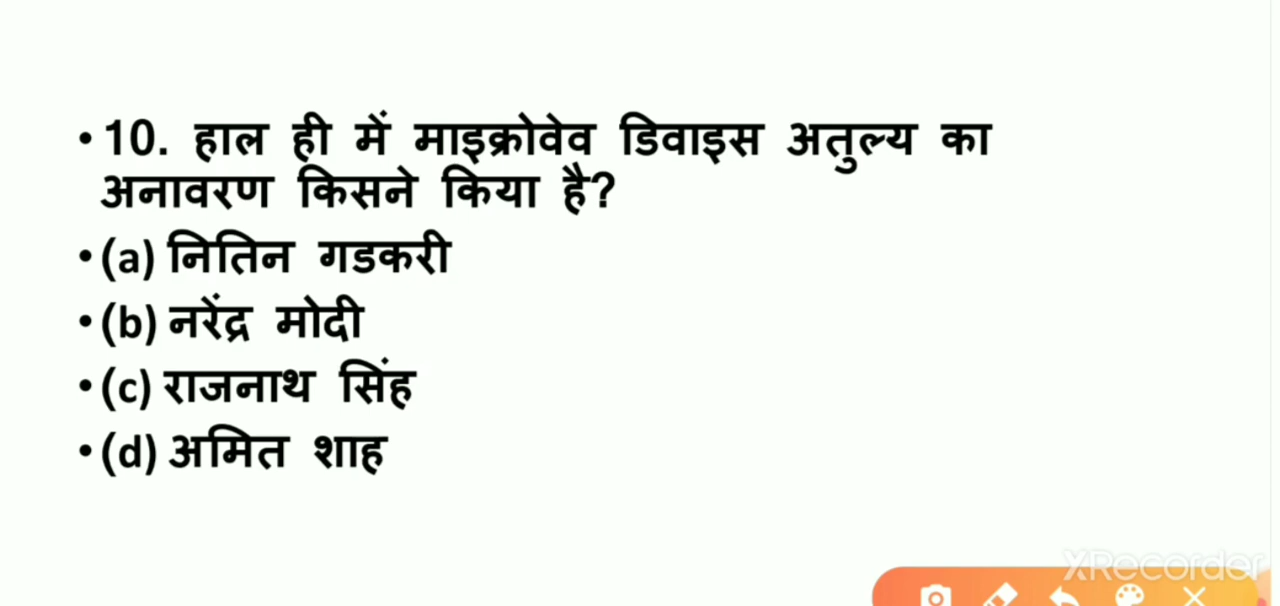 • 10. हाल ही में माइक्रोवेव डिवाइस अतुल्य का
अनावरण किसने किया है?
• (a) नितिन गडकरी
• (b) नरेंद्र मोदी
• (c) राजनाथ सिंह
• (d) अमित शाह
XRecorder